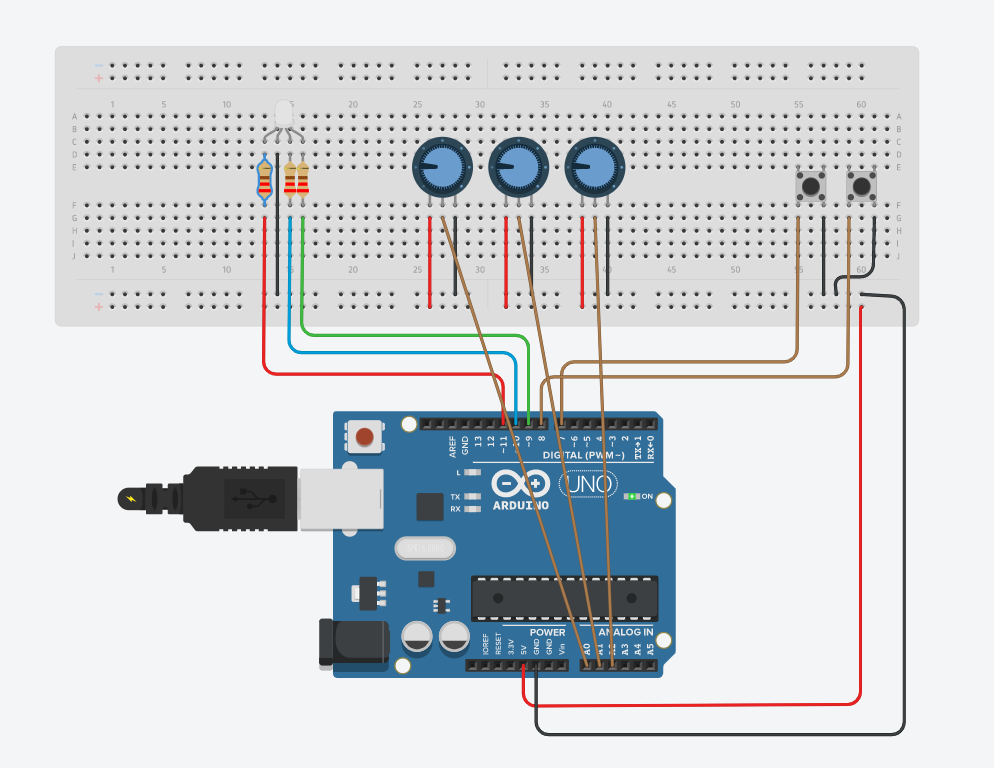 1 5 10 15 20 25 30 35 40 45 50 55 60
A A
B B
C C
D D
E E
F F
G G
H H
I I
J J
1 5 10 15 20 25 30 35 40 45 50 55 60
AREF GND 13 12 ~11 ~10 ~9 8 7 ~6 ~5 4 ~3 2 TX→1 RX←0
DIGITAL (PWM~)
L
TX
RX
ARDUINO
UNO
ON
POWER
ANALOG IN
IOREF RESET 3.3V 5V GND GND Vin A0 A1 A2 A3 A4 A5